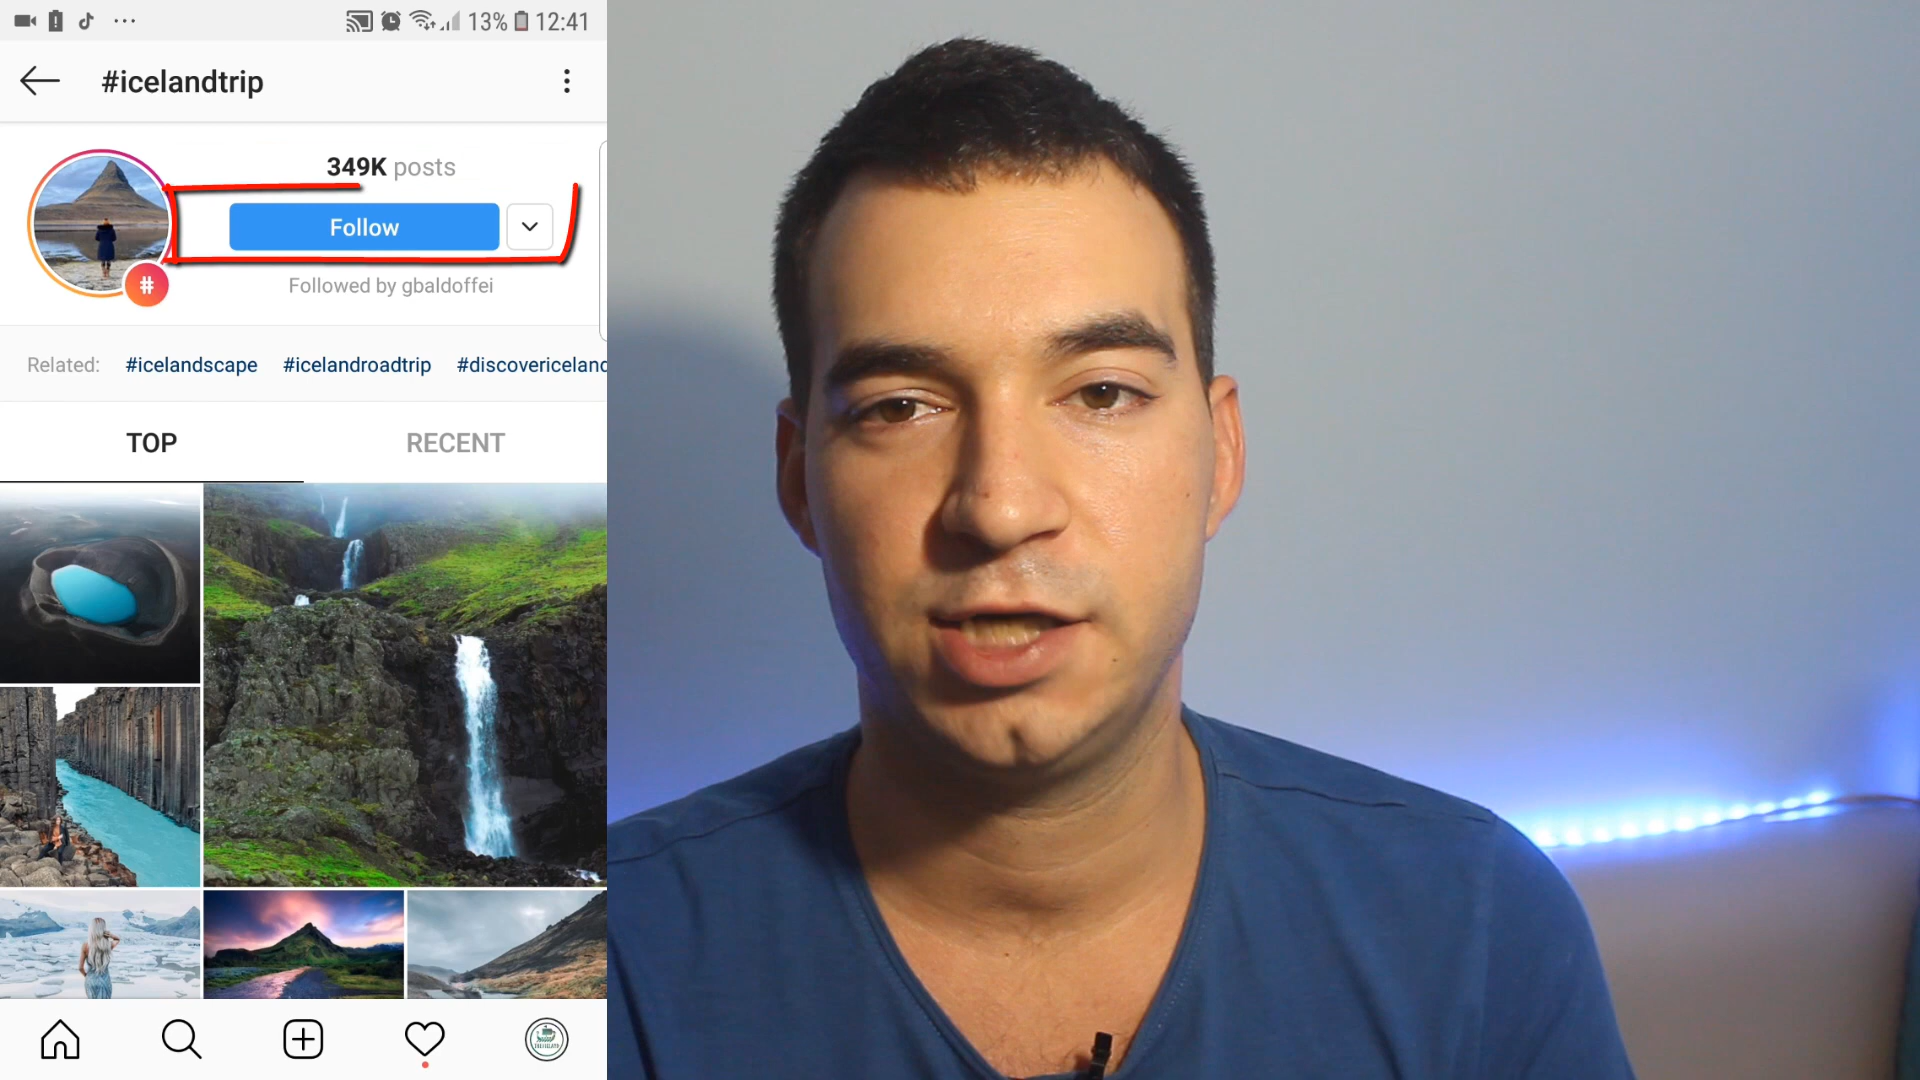 13% 12:41
#icelandtrip
349K posts
Follow
#
Followed by gbaldoffei
Related: #icelandscape #icelandroadtrip #discovericeland
TOP RECENT